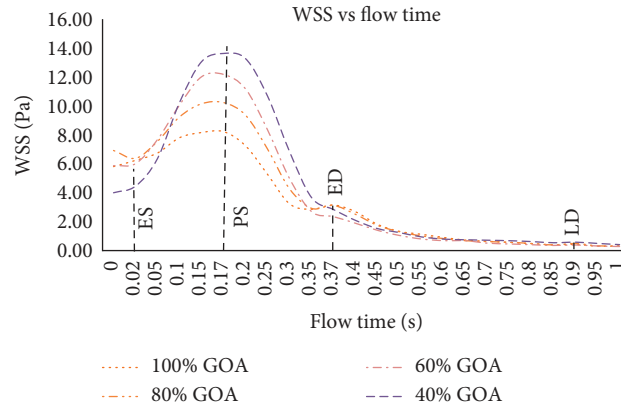 WSS vs flow time
16.00
14.00
12.00
10.00
8.00
6.00
4.00
2.00
0.00
WSS (Pa)
ES
PS
ED
LD
0 0.02 0.05 0.1 0.15 0.17 0.2 0.25 0.3 0.35 0.37 0.4 0.45 0.5 0.55 0.6 0.65 0.7 0.75 0.8 0.85 0.9 0.95 1
Flow time (s)
100% GOA 60% GOA
80% GOA 40% GOA